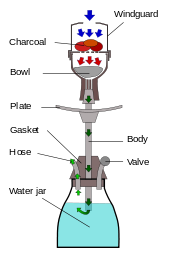 Windguard
Charcoal
Bowl
Plate
Gasket
Body
Hose
Valve
Water jar